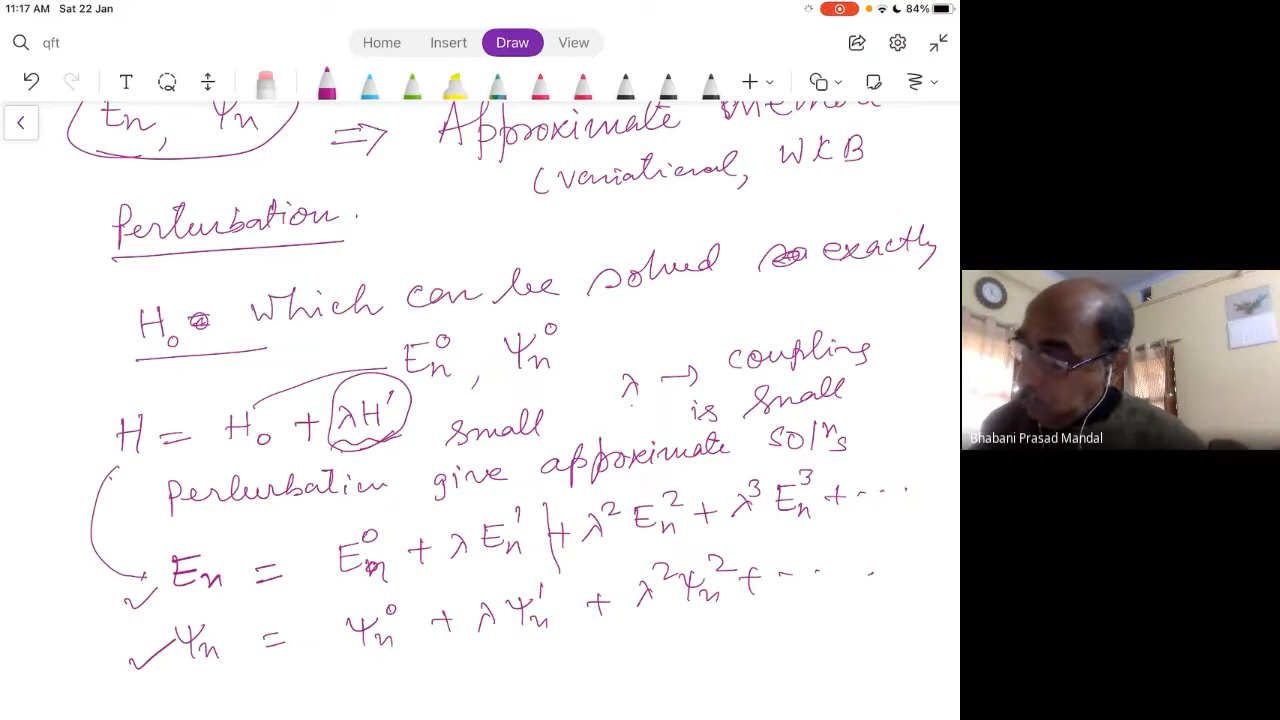 11:17 AM Sat 22 Jan 84%
qft Home Insert Draw View
En, Ψn ⇒ Approximate method
(variational, WKB
Perturbation.
H₀ which can be solved exactly
Eₙ⁰, Ψₙ⁰
λ → coupling
is small
H = H₀ + λH' small
Perturbation give approximate solⁿs
Eₙ = Eₙ⁰ + λEₙ¹ + λ²Eₙ² + λ³Eₙ³ + ...
Ψₙ = Ψₙ⁰ + λΨₙ¹ + λ²Ψₙ² + ... .
Bhabani Prasad Mandal